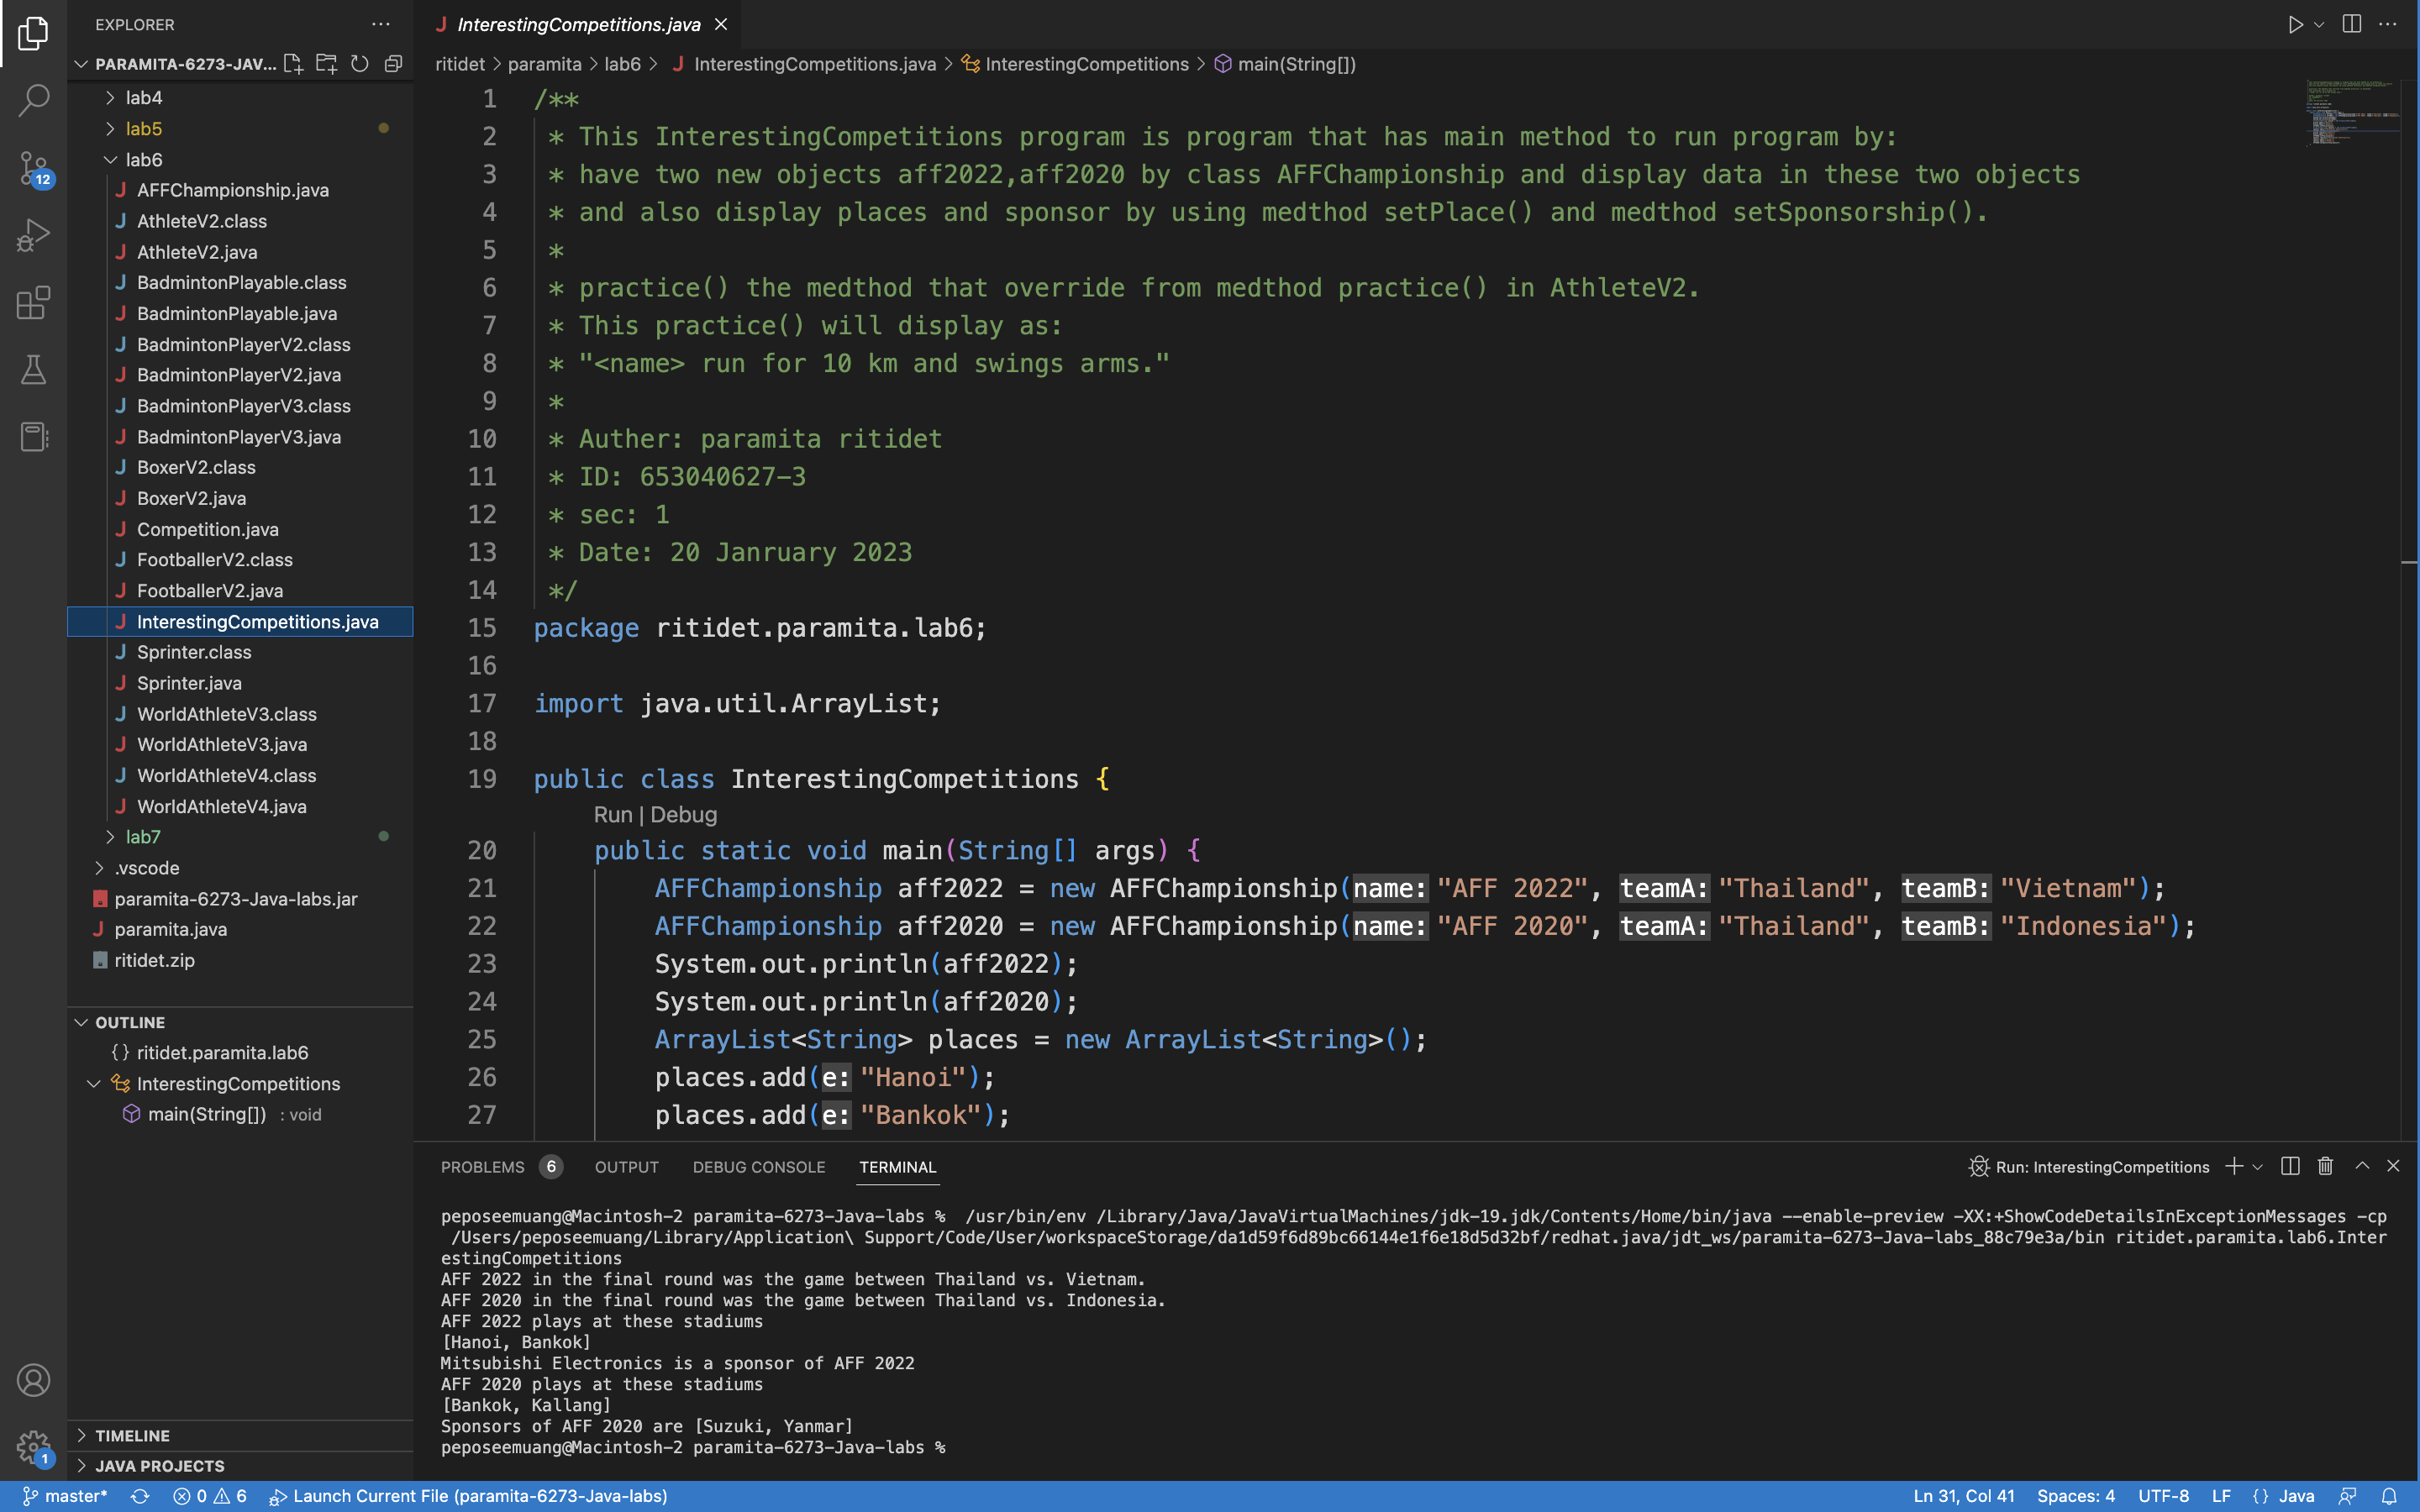 EXPLORER
PARAMITA-6273-JAV...
lab4
lab5
lab6
AFFChampionship.java
AthleteV2.class
AthleteV2.java
BadmintonPlayable.class
BadmintonPlayable.java
BadmintonPlayerV2.class
BadmintonPlayerV2.java
BadmintonPlayerV3.class
BadmintonPlayerV3.java
BoxerV2.class
BoxerV2.java
Competition.java
FootballerV2.class
FootballerV2.java
InterestingCompetitions.java
Sprinter.class
Sprinter.java
WorldAthleteV3.class
WorldAthleteV3.java
WorldAthleteV4.class
WorldAthleteV4.java
lab7
.vscode
paramita-6273-Java-labs.jar
paramita.java
ritidet.zip
OUTLINE
{} ritidet.paramita.lab6
InterestingCompetitions
main(String[]) : void
TIMELINE
JAVA PROJECTS
12
1
InterestingCompetitions.java
ritidet > paramita > lab6 > InterestingCompetitions.java > InterestingCompetitions > main(String[])
1 /**
2 * This InterestingCompetitions program is program that has main method to run program by:
3 * have two new objects aff2022,aff2020 by class AFFChampionship and display data in these two objects
4 * and also display places and sponsor by using medthod setPlace() and medthod setSponsorship().
5 *
6 * practice() the medthod that override from medthod practice() in AthleteV2.
7 * This practice() will display as:
8 * "<name> run for 10 km and swings arms."
9 *
10 * Auther: paramita ritidet
11 * ID: 653040627-3
12 * sec: 1
13 * Date: 20 Janruary 2023
14 */
15 package ritidet.paramita.lab6;
16
17 import java.util.ArrayList;
18
19 public class InterestingCompetitions {
Run | Debug
20 public static void main(String[] args) {
21 AFFChampionship aff2022 = new AFFChampionship(name: "AFF 2022", teamA: "Thailand", teamB: "Vietnam");
22 AFFChampionship aff2020 = new AFFChampionship(name: "AFF 2020", teamA: "Thailand", teamB: "Indonesia");
23 System.out.println(aff2022);
24 System.out.println(aff2020);
25 ArrayList<String> places = new ArrayList<String>();
26 places.add(e: "Hanoi");
27 places.add(e: "Bankok");
PROBLEMS 6 OUTPUT DEBUG CONSOLE TERMINAL Run: InterestingCompetitions
peposeemuang@Macintosh-2 paramita-6273-Java-labs % /usr/bin/env /Library/Java/JavaVirtualMachines/jdk-19.jdk/Contents/Home/bin/java --enable-preview -XX:+ShowCodeDetailsInExceptionMessages -cp
/Users/peposeemuang/Library/Application\ Support/Code/User/workspaceStorage/da1d59f6d89bc66144e1f6e18d5d32bf/redhat.java/jdt_ws/paramita-6273-Java-labs_88c79e3a/bin ritidet.paramita.lab6.Inter
estingCompetitions
AFF 2022 in the final round was the game between Thailand vs. Vietnam.
AFF 2020 in the final round was the game between Thailand vs. Indonesia.
AFF 2022 plays at these stadiums
[Hanoi, Bankok]
Mitsubishi Electronics is a sponsor of AFF 2022
AFF 2020 plays at these stadiums
[Bankok, Kallang]
Sponsors of AFF 2020 are [Suzuki, Yanmar]
peposeemuang@Macintosh-2 paramita-6273-Java-labs %
master* 0 6 Launch Current File (paramita-6273-Java-labs) Ln 31, Col 41 Spaces: 4 UTF-8 LF {} Java